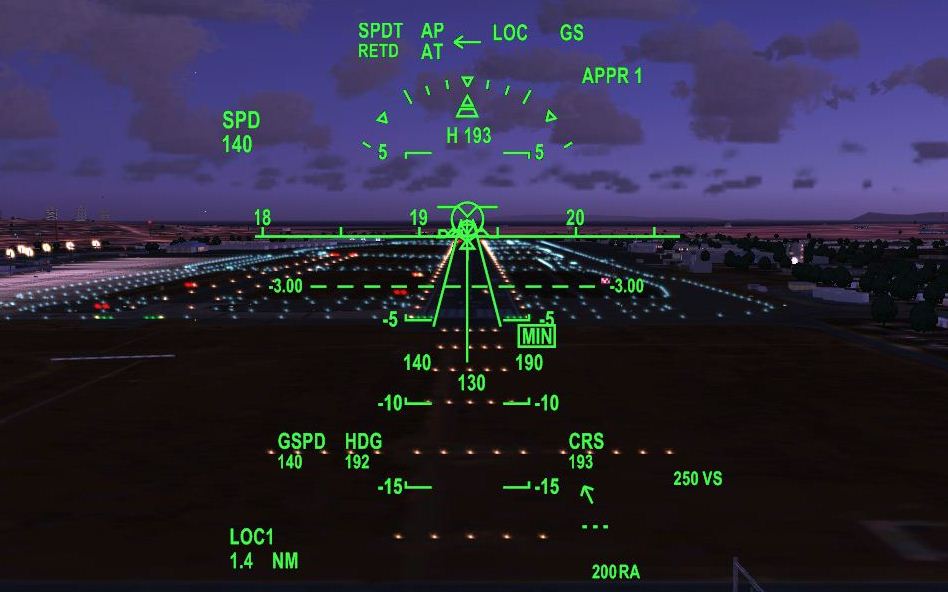 SPDT AP LOC GS
RETD AT
APPR 1
SPD
140
H 193
5 5
18 19 20
-3.00 -3.00
-5 -5
MIN
140 190
130
-10 -10
GSPD HDG CRS
140 192 193
250 VS
-15 -15
LOC1
1.4 NM
200RA